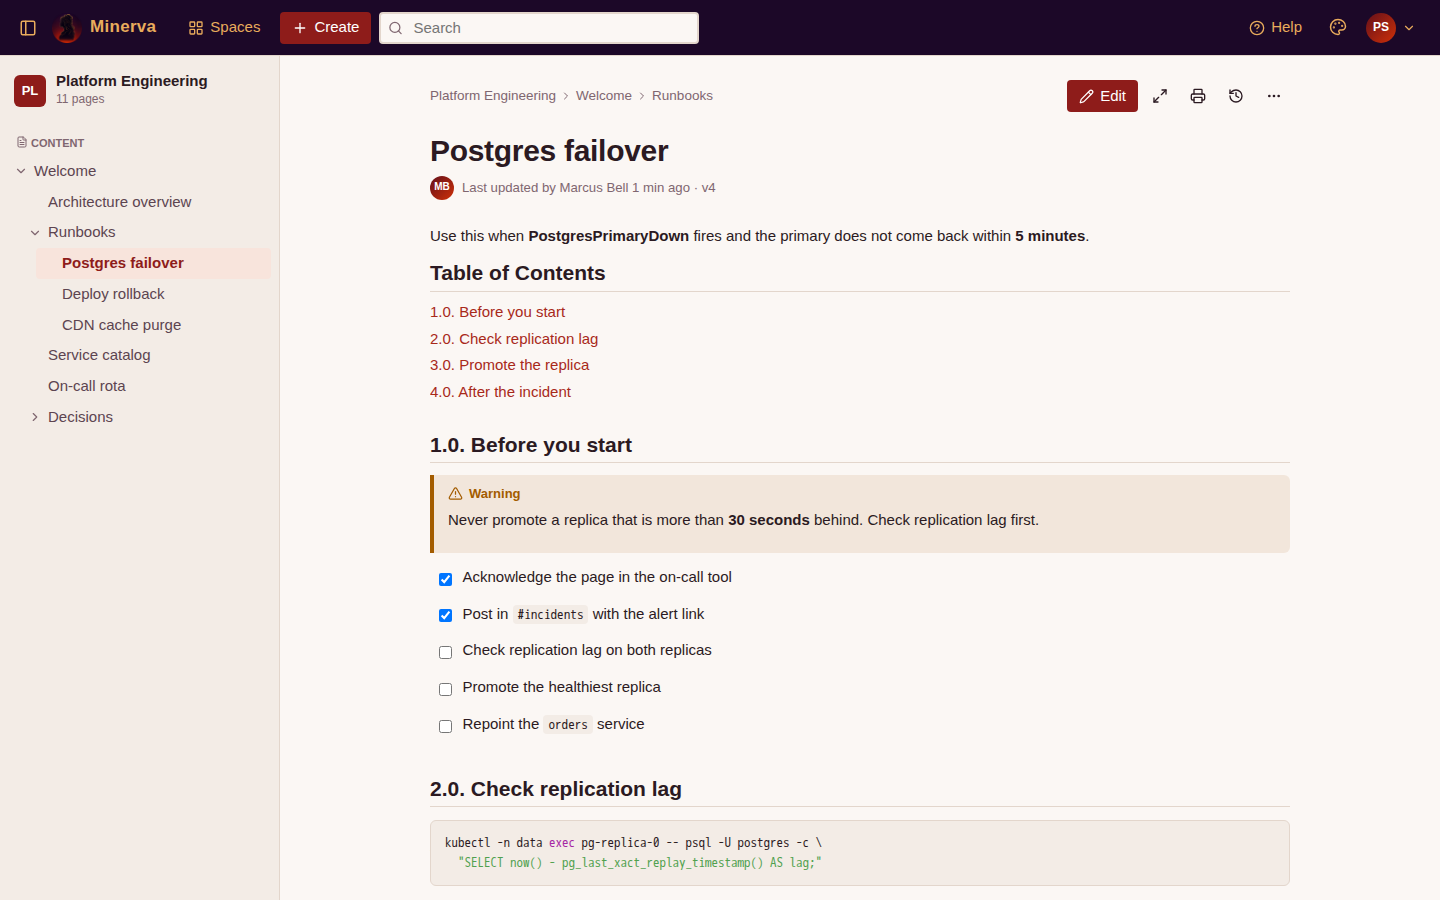 Minerva
Spaces
Create
Search
Help
PS
PL
Platform Engineering
11 pages
CONTENT
Welcome
Architecture overview
Runbooks
Postgres failover
Deploy rollback
CDN cache purge
Service catalog
On-call rota
Decisions
Platform Engineering > Welcome > Runbooks
Edit
Postgres failover
MB
Last updated by Marcus Bell 1 min ago · v4
Use this when PostgresPrimaryDown fires and the primary does not come back within 5 minutes.
Table of Contents
1.0. Before you start
2.0. Check replication lag
3.0. Promote the replica
4.0. After the incident
1.0. Before you start
Warning
Never promote a replica that is more than 30 seconds behind. Check replication lag first.
Acknowledge the page in the on-call tool
Post in #incidents with the alert link
Check replication lag on both replicas
Promote the healthiest replica
Repoint the orders service
2.0. Check replication lag
kubectl -n data exec pg-replica-0 -- psql -U postgres -c \
"SELECT now() - pg_last_xact_replay_timestamp() AS lag;"